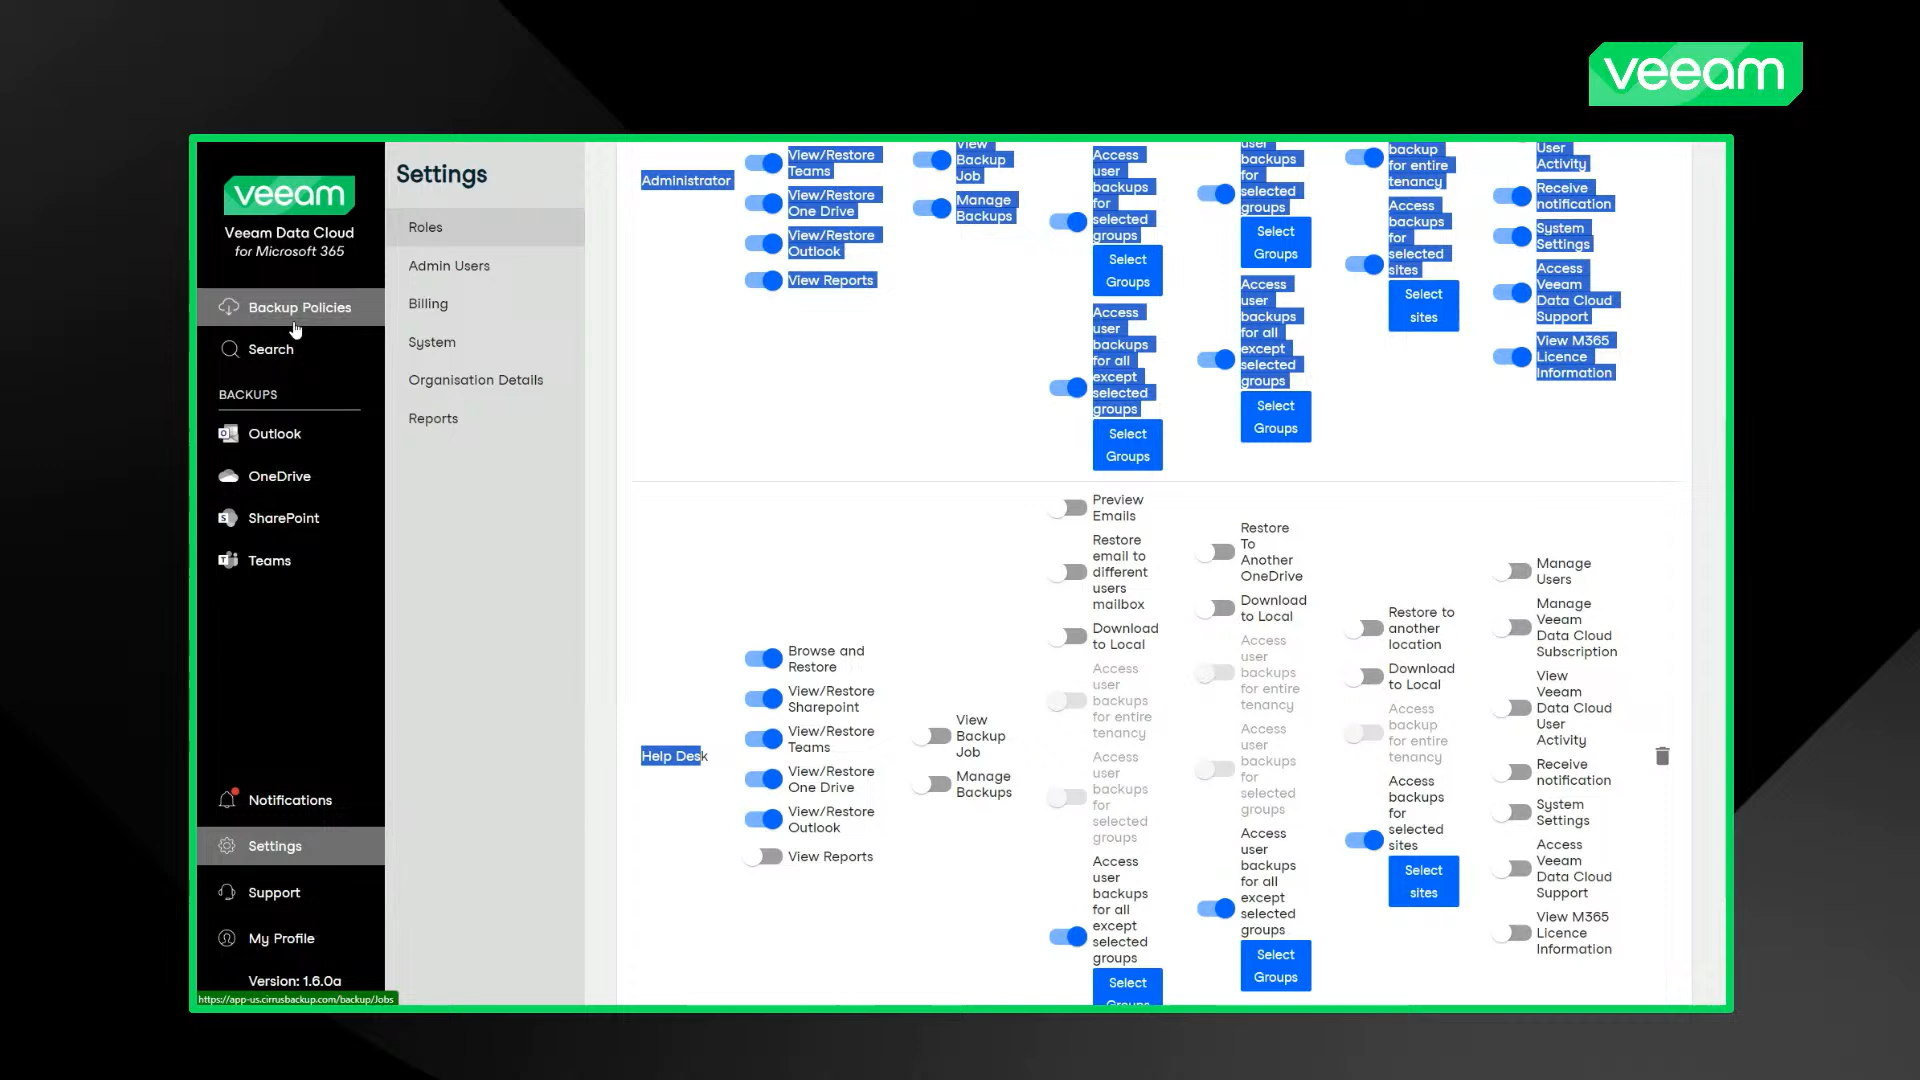 veeam
veeam
Veeam Data Cloud
for Microsoft 365
Backup Policies
Search
BACKUPS
Outlook
OneDrive
SharePoint
Teams
Notifications
Settings
Support
My Profile
Version: 1.6.0a
https://app-us.cirrusbackup.com/backup/Jobs
Settings
Roles
Admin Users
Billing
System
Organisation Details
Reports
Administrator
View/Restore
Teams
View/Restore
One Drive
View/Restore
Outlook
View Reports
View
Backup
Job
Manage
Backups
Access
user
backups
for
selected
groups
Select
Groups
Access
user
backups
for all
except
selected
groups
Select
Groups
user
backups
for
selected
groups
Select
Groups
Access
user
backups
for all
except
selected
groups
Select
Groups
backup
for entire
tenancy
Access
backups
for
selected
sites
Select
sites
User
Activity
Receive
notification
System
Settings
Access
Veeam
Data Cloud
Support
View M365
Licence
Information
Help Desk
Browse and
Restore
View/Restore
Sharepoint
View/Restore
Teams
View/Restore
One Drive
View/Restore
Outlook
View Reports
View
Backup
Job
Manage
Backups
Preview
Emails
Restore
email to
different
users
mailbox
Download
to Local
Access
user
backups
for entire
tenancy
Access
user
backups
for
selected
groups
Access
user
backups
for all
except
selected
groups
Select
Groups
Restore
To
Another
OneDrive
Download
to Local
Access
user
backups
for entire
tenancy
Access
user
backups
for
selected
groups
Access
user
backups
for all
except
selected
groups
Select
Groups
Restore to
another
location
Download
to Local
Access
backup
for entire
tenancy
Access
backups
for
selected
sites
Select
sites
Manage
Users
Manage
Veeam
Data Cloud
Subscription
View
Veeam
Data Cloud
User
Activity
Receive
notification
System
Settings
Access
Veeam
Data Cloud
Support
View M365
Licence
Information